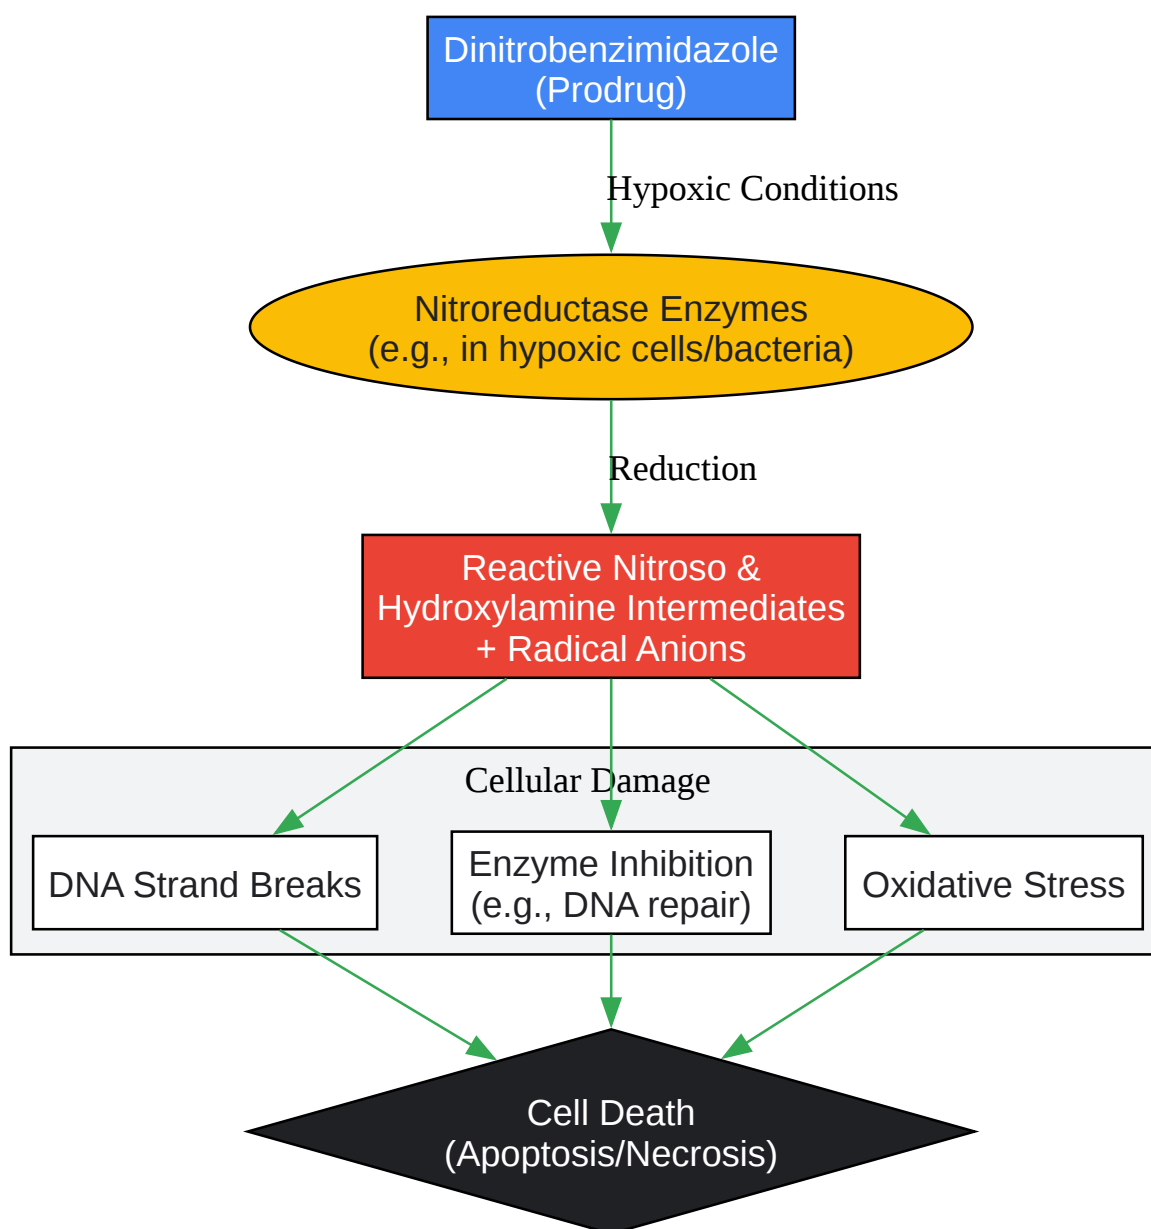 Dinitrobenzimidazole
(Prodrug)
Hypoxic Conditions
Nitroreductase Enzymes
(e.g., in hypoxic cells/bacteria)
Reduction
Reactive Nitroso &
Hydroxylamine Intermediates
+ Radical Anions
Cellular Damage
DNA Strand Breaks
Enzyme Inhibition
(e.g., DNA repair)
Oxidative Stress
Cell Death
(Apoptosis/Necrosis)